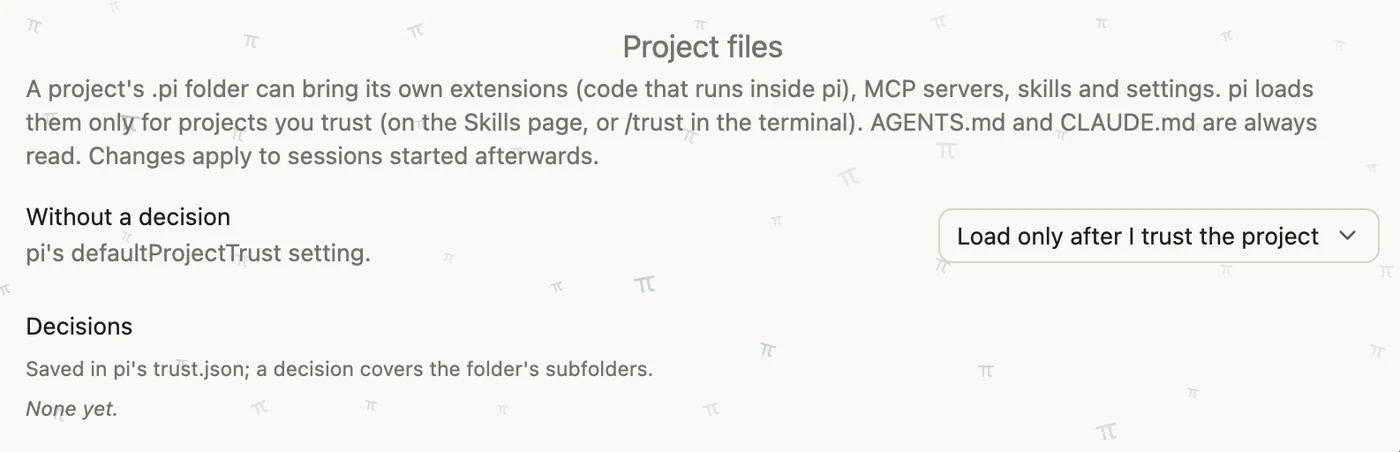 Project files
A project's .pi folder can bring its own extensions (code that runs inside pi), MCP servers, skills and settings. pi loads
them only for projects you trust (on the Skills page, or /trust in the terminal). AGENTS.md and CLAUDE.md are always
read. Changes apply to sessions started afterwards.
Without a decision
pi's defaultProjectTrust setting.
Load only after I trust the project
Decisions
Saved in pi's trust.json; a decision covers the folder's subfolders.
None yet.